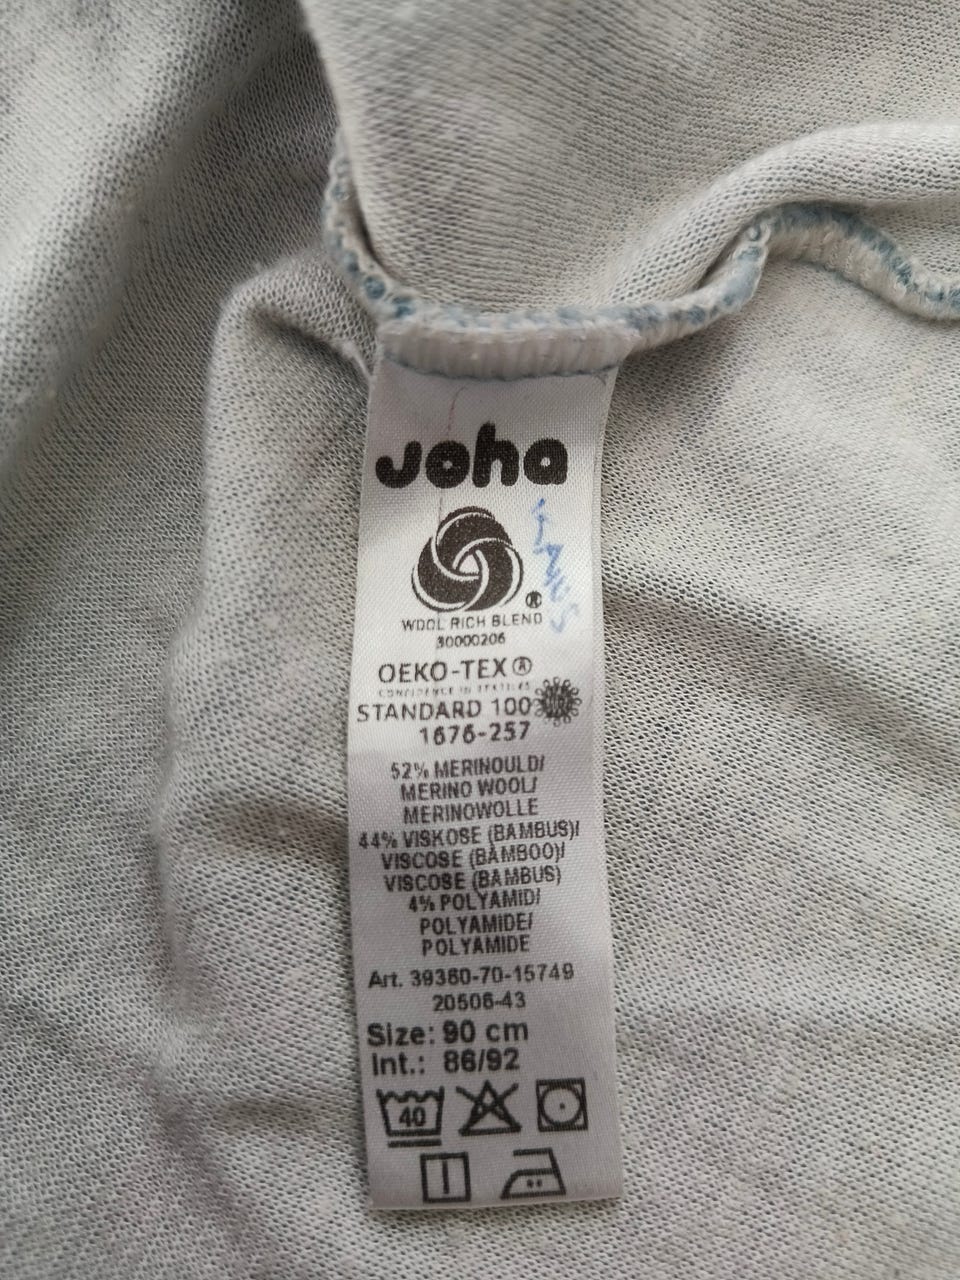 Joha
®
WOOL RICH BLEND
30000206
OEKO-TEX®
CONFIDENCE IN TEXTILES
STANDARD 100
1676-257
52% MERINOULD/
MERINO WOOL/
MERINOWOLLE
44% VISKOSE (BAMBUS)/
VISCOSE (BAMBOO)/
VISCOSE (BAMBUS)
4% POLYAMID/
POLYAMIDE/
POLYAMIDE
Art. 39360-70-15749
20506-43
Size: 90 cm
Int.: 86/92
40